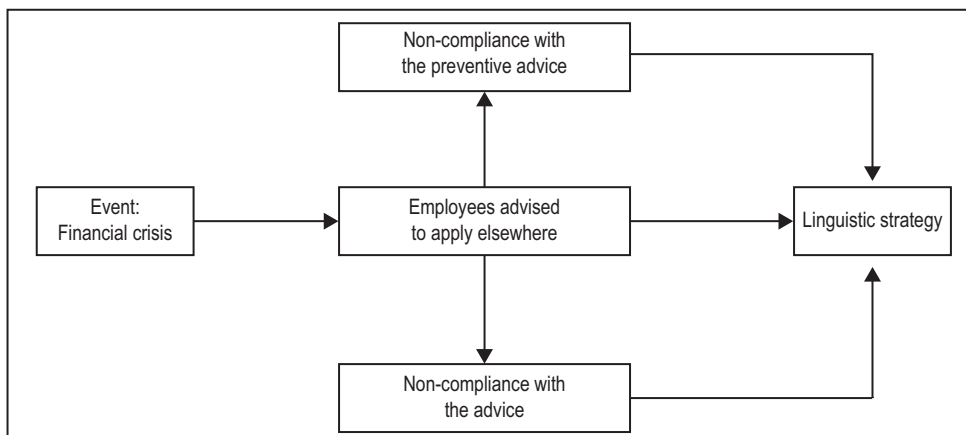 Non-compliance with
the preventive advice
Event:
Financial crisis
Employees advised
to apply elsewhere
Linguistic strategy
Non-compliance with
the advice